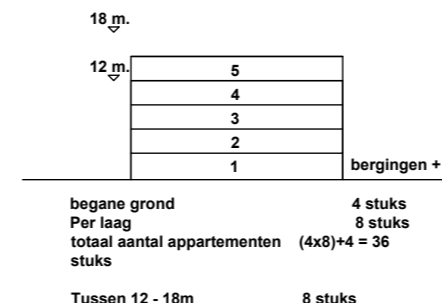 18 m.
12 m.
5
4
3
2
1
bergingen +
begane grond 4 stuks
Per laag 8 stuks
totaal aantal appartementen (4x8)+4 = 36
stuks
Tussen 12 - 18m 8 stuks